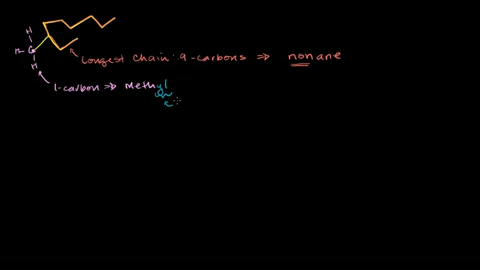 H
H-C
H
longest chain: 9-carbons ⇒ nonane
1-carbon ⇒ methyl